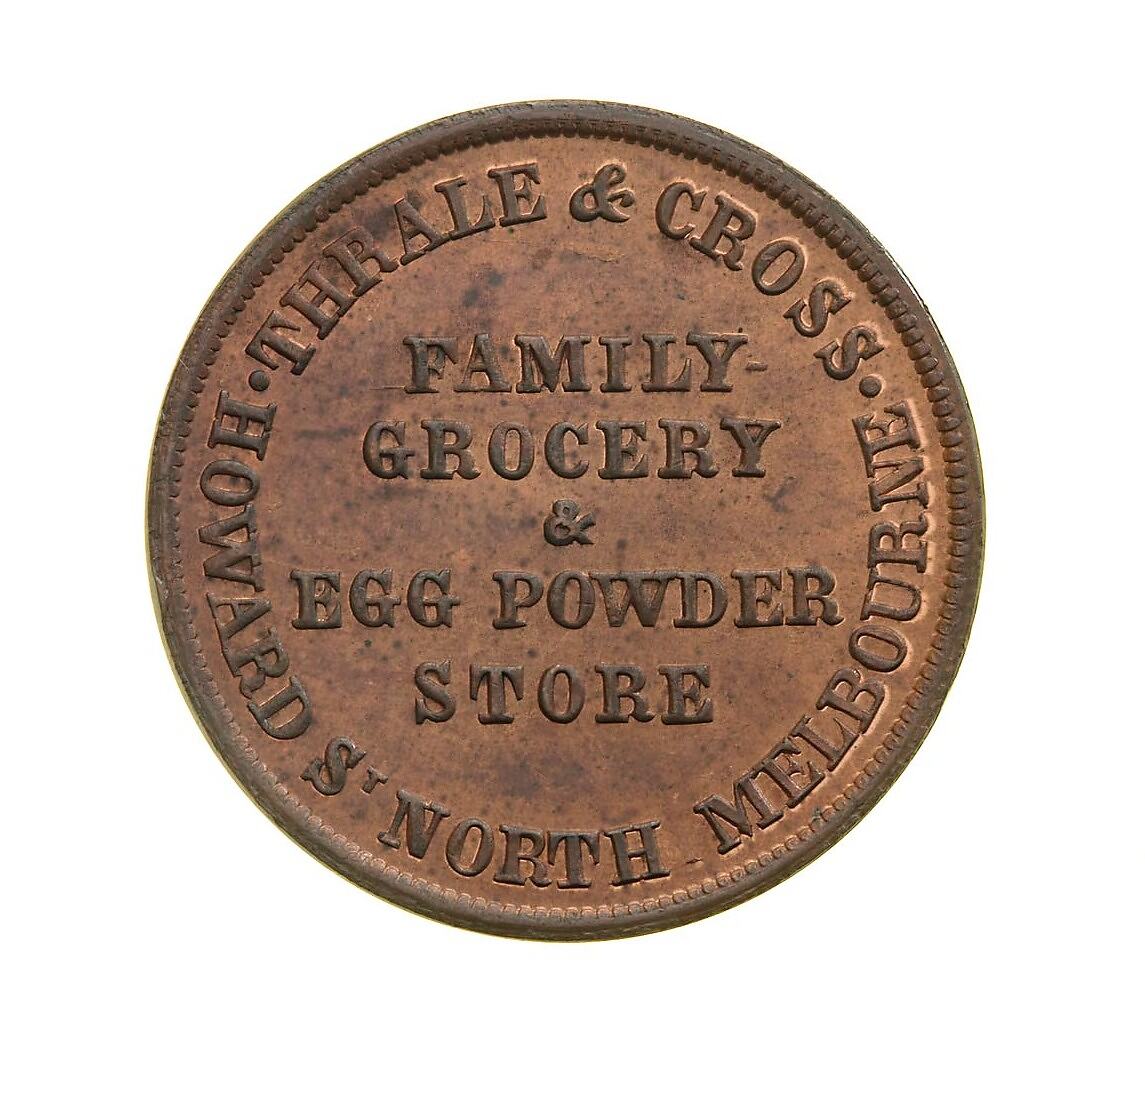 ·THRALE & CROSS·
FAMILY
GROCERY
&
EGG POWDER
STORE
HOWARD ST NORTH MELBOURNE